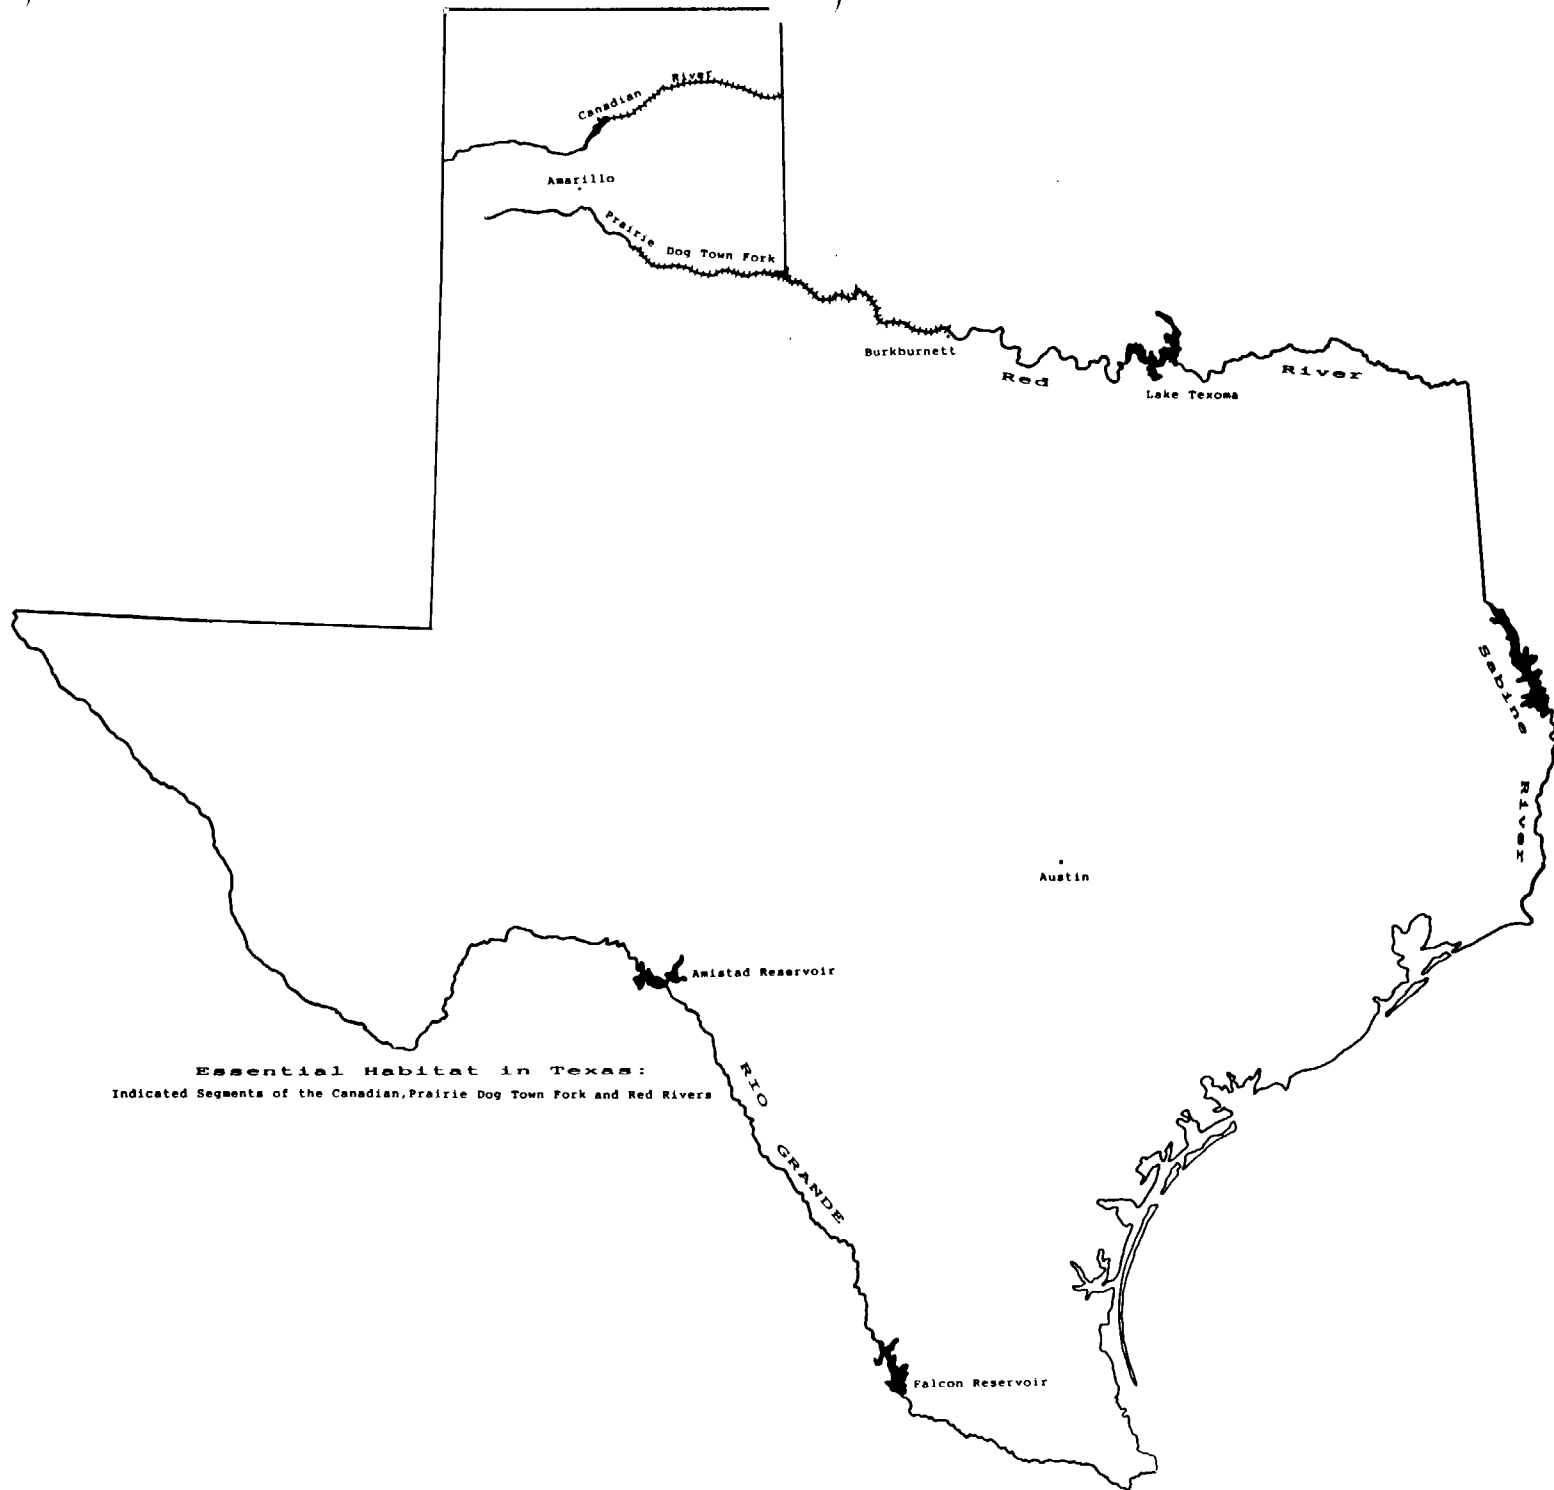 Canadian River
Amarillo
Prairie Dog Town Fork
Burkburnett
Red River
Lake Texoma
Sabine River
Austin
Amistad Reservoir
Essential Habitat in Texas:
Indicated Segments of the Canadian,Prairie Dog Town Fork and Red Rivers
RIO GRANDE
Falcon Reservoir